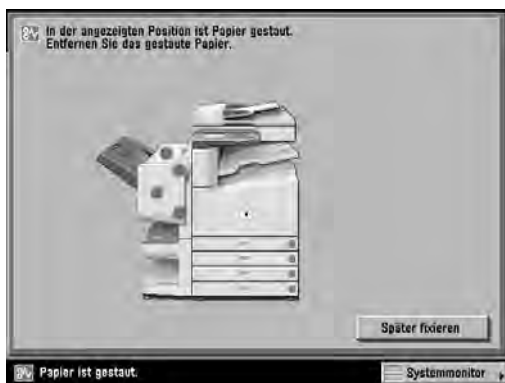 In der angezeigten Position ist Papier gestaut.
Entfernen Sie das gestaute Papier.
Später fixieren
Papier ist gestaut.
Systemmonitor